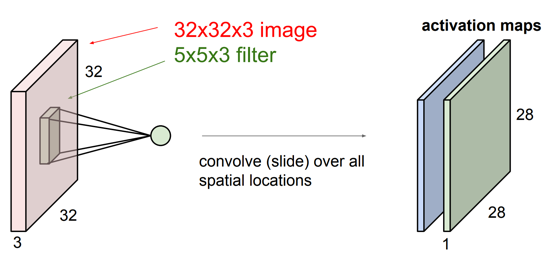 32x32x3 image
5x5x3 filter
32
32
3
convolve (slide) over all
spatial locations
activation maps
28
28
1